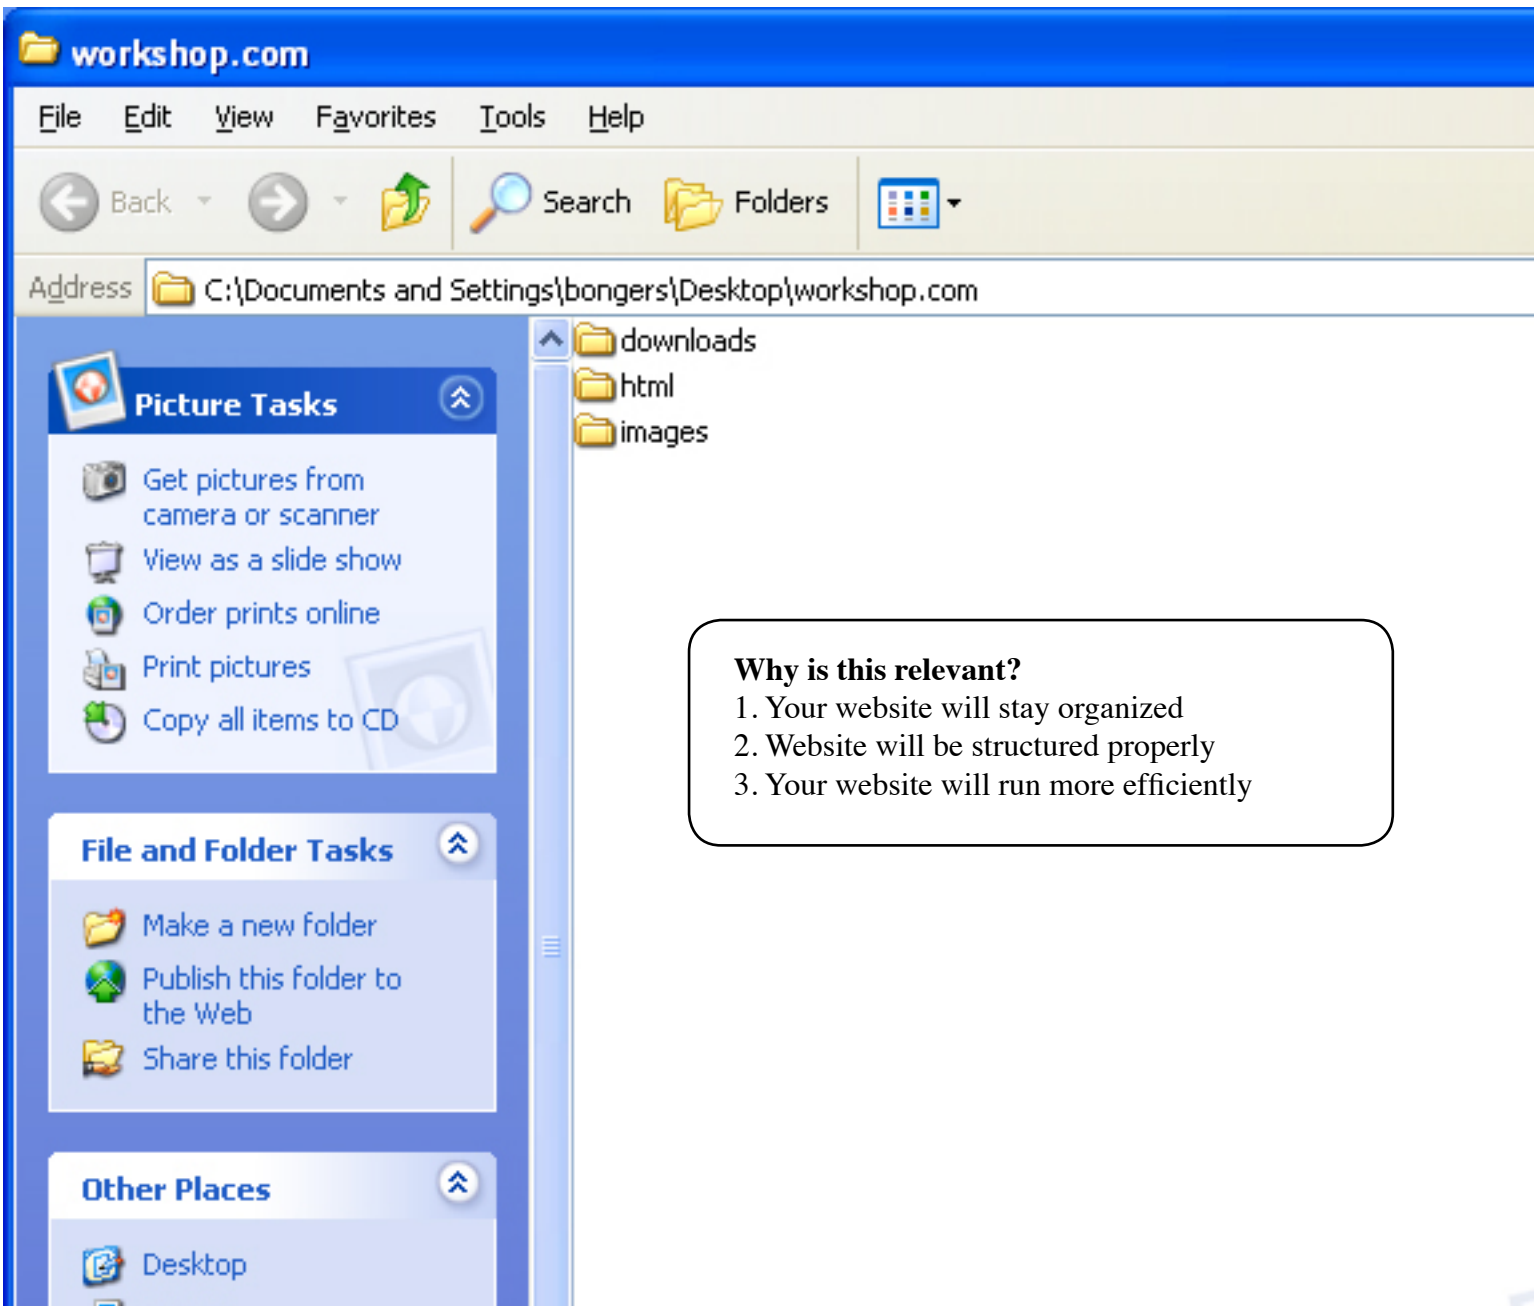 workshop.com
File Edit View Favorites Tools Help
Back Search Folders
Address C:\Documents and Settings\bongers\Desktop\workshop.com
downloads
html
images
Picture Tasks
Get pictures from
camera or scanner
View as a slide show
Order prints online
Print pictures
Copy all items to CD
Why is this relevant?
1. Your website will stay organized
2. Website will be structured properly
3. Your website will run more efficiently
File and Folder Tasks
Make a new folder
Publish this folder to
the Web
Share this folder
Other Places
Desktop